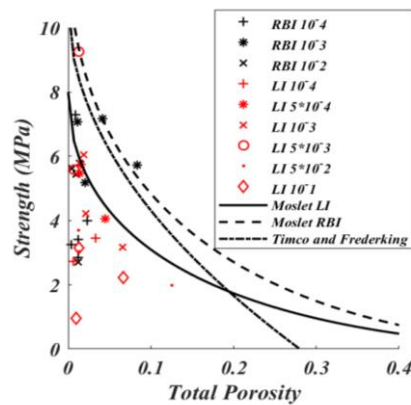 10
8
6
4
2
0
Strength (MPa)
0
0.1
0.2
0.3
0.4
Total Porosity
RBI 10^-4
RBI 10^-3
RBI 10^-2
LI 10^-4
LI 5*10^-4
LI 10^-3
LI 5*10^-3
LI 5*10^-2
LI 10^-1
Moslet LI
Moslet RBI
Timco and Frederking